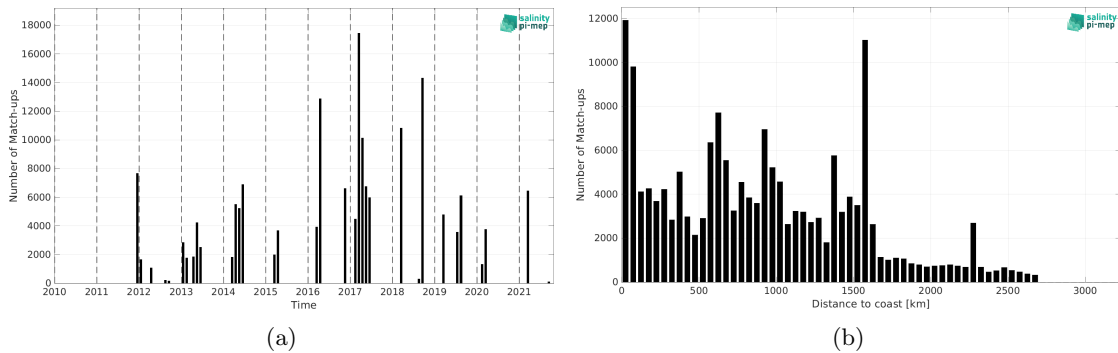 salinity
pi-mep
18000
16000
14000
12000
10000
8000
6000
4000
2000
0
Number of Match-ups
2010 2011 2012 2013 2014 2015 2016 2017 2018 2019 2020 2021
Time
(a)
salinity
pi-mep
12000
10000
8000
6000
4000
2000
0
Number of Match-ups
0 500 1000 1500 2000 2500 3000
Distance to coast [km]
(b)